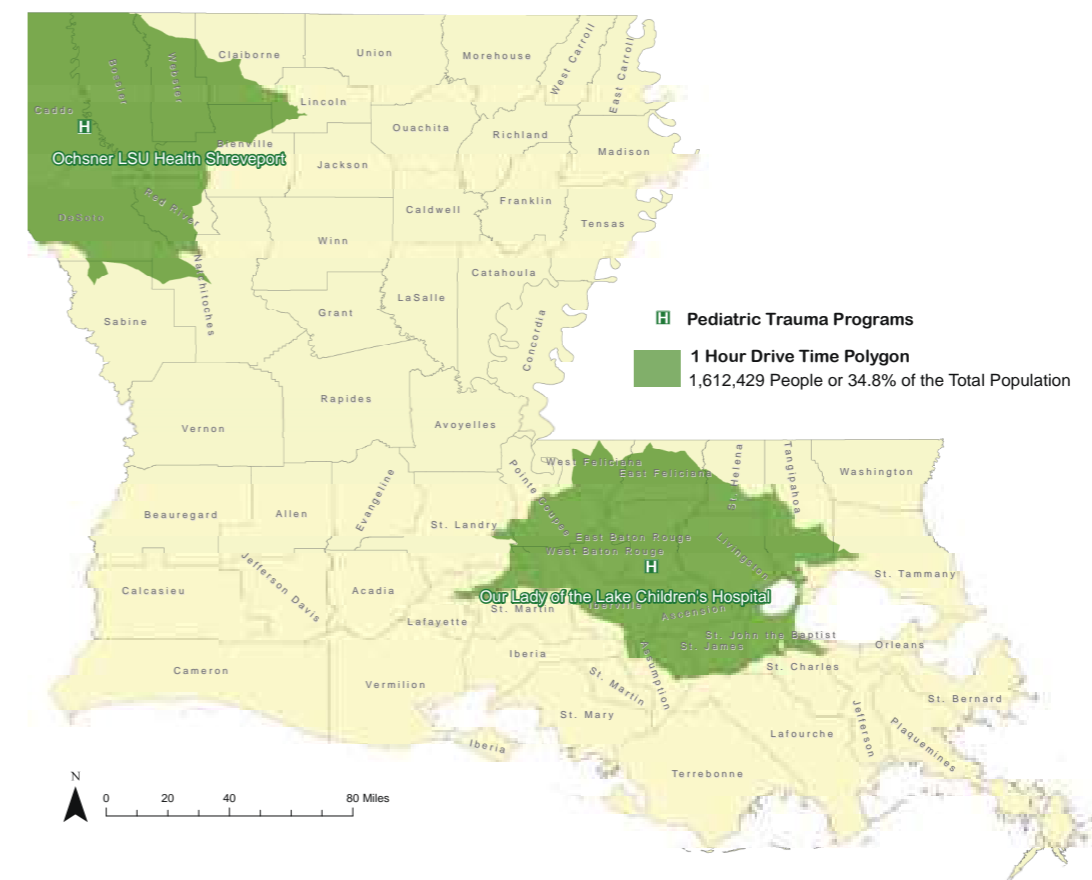 Claiborne
Union
Morehouse
West Carroll
East Carroll
Bossier
Webster
Caddo
Lincoln
H
Ouachita
Richland
Bienville
Madison
Ochsner LSU Health Shreveport
Jackson
Red River
Franklin
Caldwell
DeSoto
Tensas
Winn
Natchitoches
Catahoula
LaSalle
Grant
Sabine
Concordia
H Pediatric Trauma Programs
1 Hour Drive Time Polygon
1,612,429 People or 34.8% of the Total Population
Rapides
Vernon
Avoyelles
West Feliciana
East Feliciana
St. Helena
Tangipahoa
Washington
Pointe Coupee
Evangeline
Beauregard
Allen
St. Landry
East Baton Rouge
West Baton Rouge
Livingston
H
Jefferson Davis
St. Tammany
Calcasieu
Acadia
Our Lady of the Lake Children's Hospital
St. Martin
Iberville
Ascension
Lafayette
St. John the Baptist
St. James
Orleans
Iberia
Assumption
St. Charles
Cameron
Vermilion
St. Martin
St. Bernard
St. Mary
Jefferson
Plaquemines
Lafourche
Iberia
Terrebonne
N
0 20 40 80 Miles